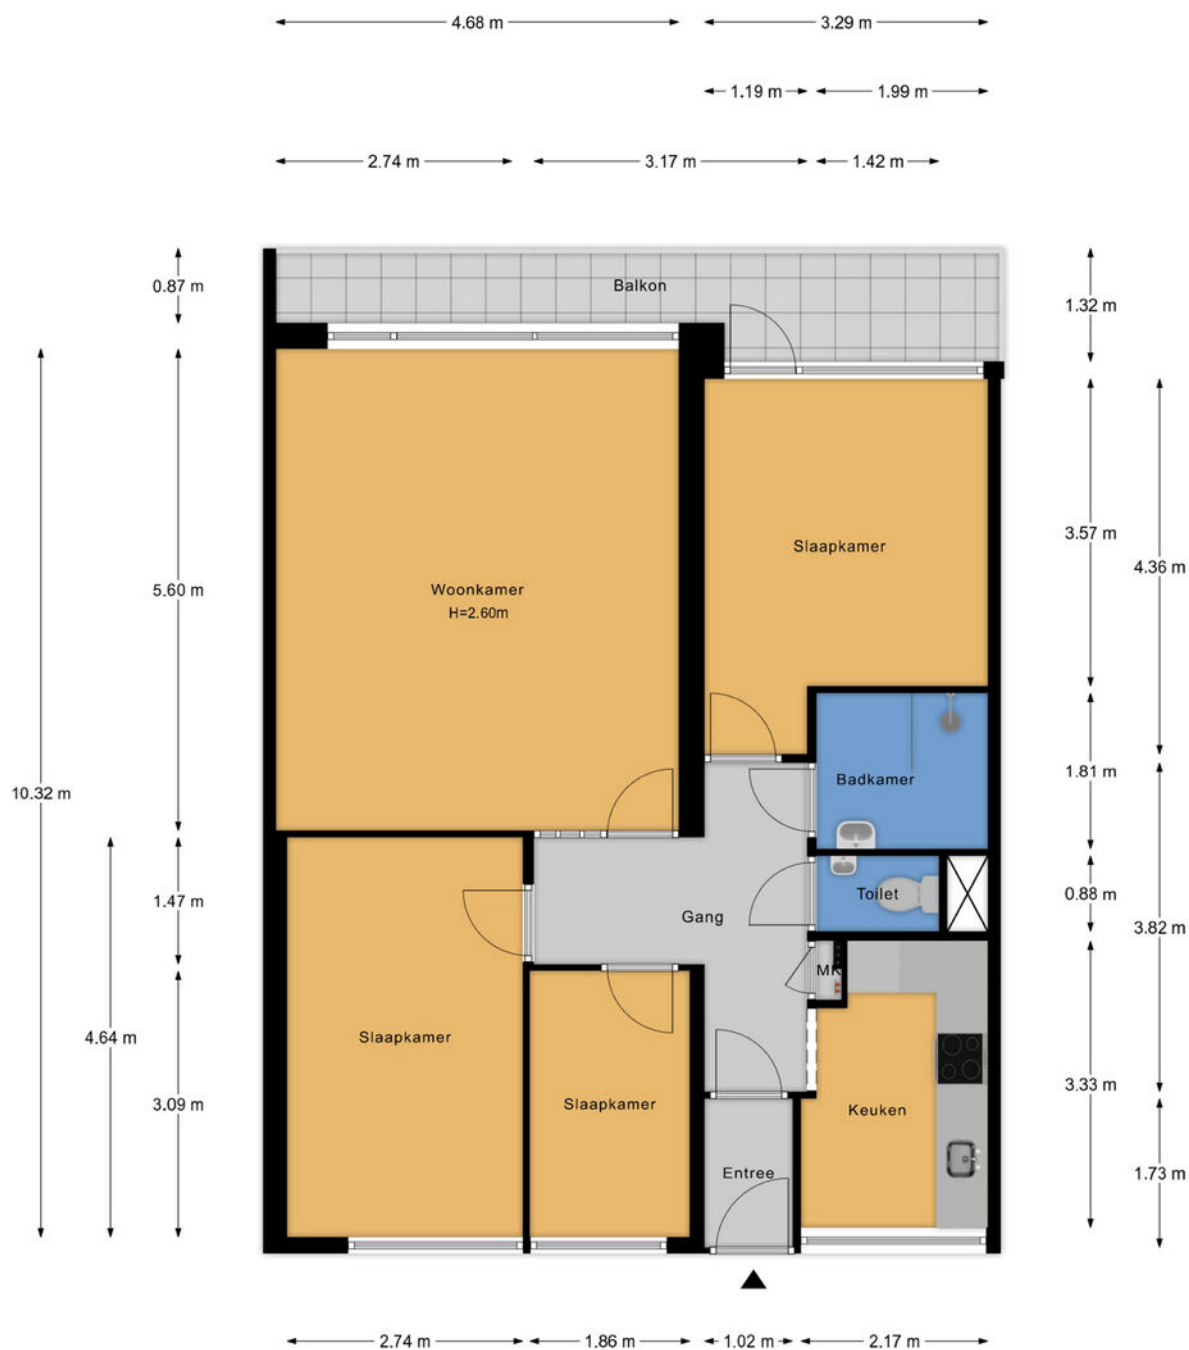 4.68 m
3.29 m
1.19 m
1.99 m
2.74 m
3.17 m
1.42 m
0.87 m
Balkon
1.32 m
3.57 m
Slaapkamer
4.36 m
5.60 m
Woonkamer
H=2.60m
1.81 m
Badkamer
10.32 m
1.47 m
0.88 m
Toilet
Gang
3.82 m
MK
4.64 m
Slaapkamer
3.09 m
Slaapkamer
3.33 m
Keuken
Entree
1.73 m
2.74 m
1.86 m
1.02 m
2.17 m